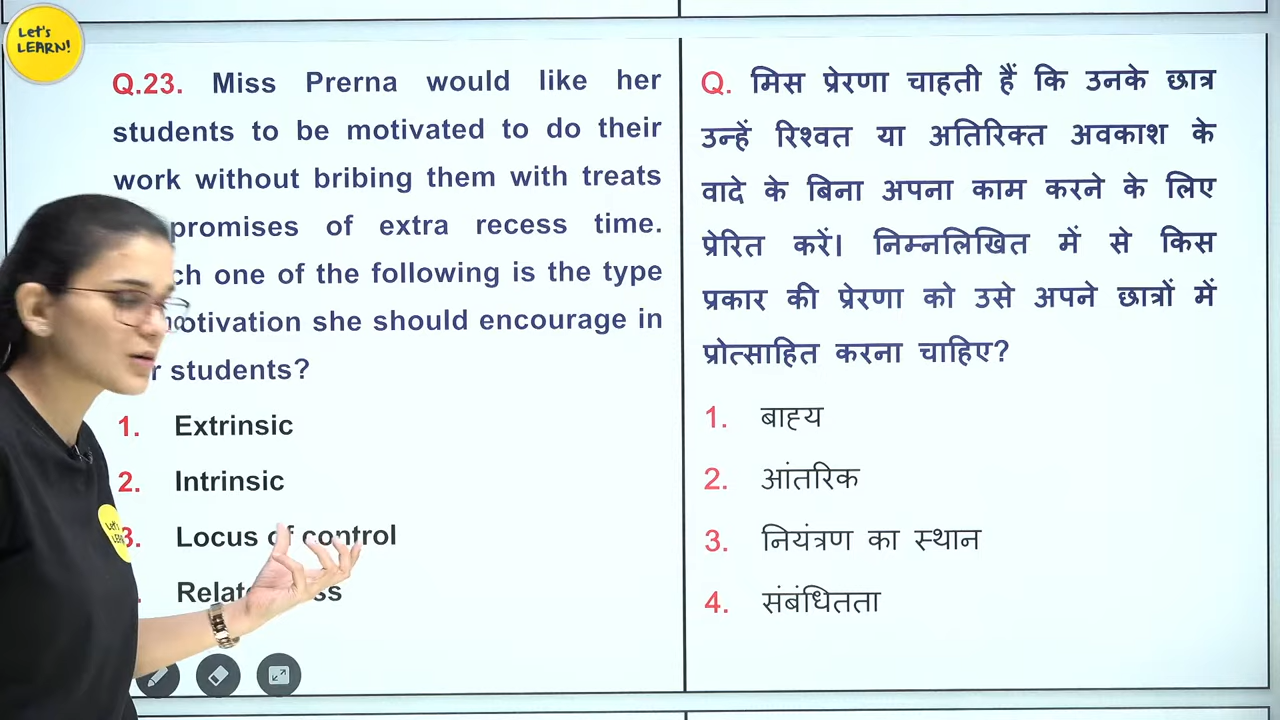 Let's
LEARN!
Q.23. Miss Prerna would like her
students to be motivated to do their
work without bribing them with treats
promises of extra recess time.
one of the following is the type
she should encourage in
students?
1. Extrinsic
2. Intrinsic
3. Locus of control
Q. मिस प्रेरणा चाहती हैं कि उनके छात्र
उन्हें रिश्वत या अतिरिक्त अवकाश के
वादे के बिना अपना काम करने के लिए
प्रेरित करें। निम्नलिखित में से किस
प्रकार की प्रेरणा को उसे अपने छात्रों में
प्रोत्साहित करना चाहिए?
1. बाह्य
2. आंतरिक
3. नियंत्रण का स्थान
4. संबंधितता
Let's